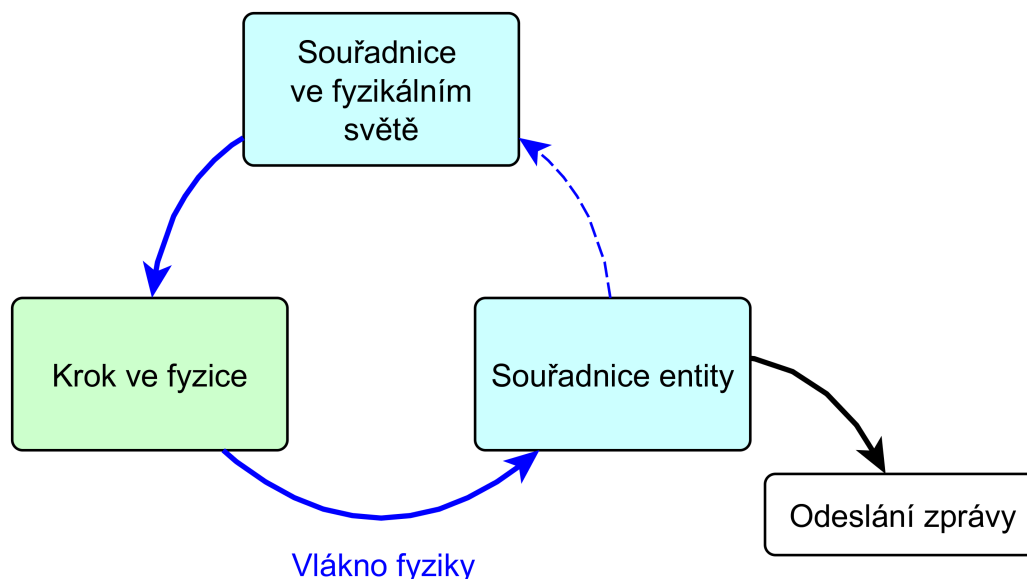 Souřadnice
ve fyzikálním
světě
Krok ve fyzice
Souřadnice entity
Odeslání zprávy
Vlákno fyziky